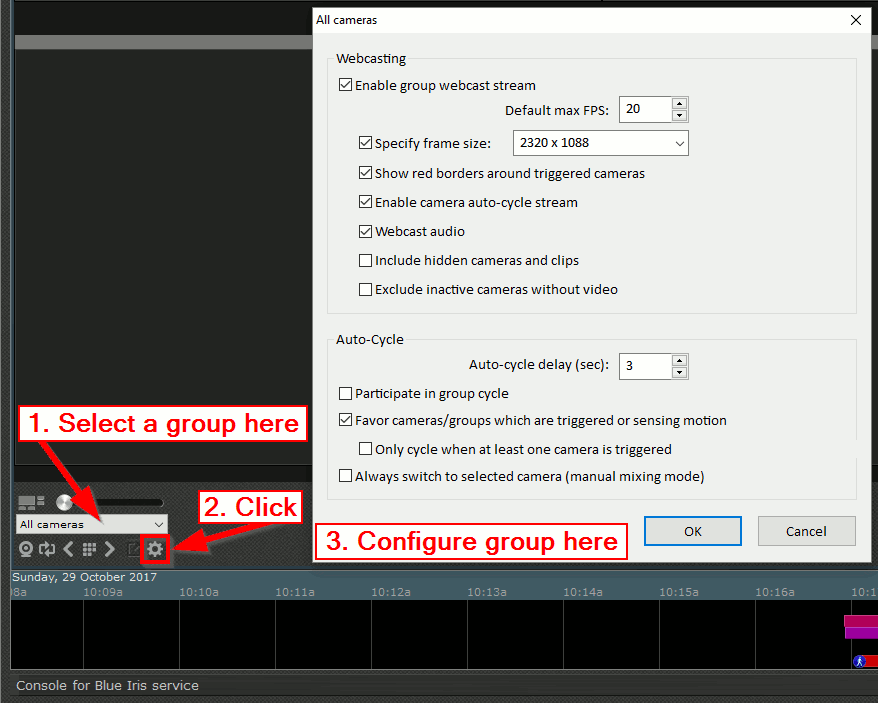 All cameras
Webcasting
Enable group webcast stream
Default max FPS: 20
Specify frame size: 2320 x 1088
Show red borders around triggered cameras
Enable camera auto-cycle stream
Webcast audio
Include hidden cameras and clips
Exclude inactive cameras without video
Auto-Cycle
Auto-cycle delay (sec): 3
Participate in group cycle
Favor cameras/groups which are triggered or sensing motion
Only cycle when at least one camera is triggered
Always switch to selected camera (manual mixing mode)
OK Cancel
1. Select a group here
2. Click
3. Configure group here
All cameras
Sunday, 29 October 2017
08a 10:09a 10:10a 10:11a 10:12a 10:13a 10:14a 10:15a 10:16a 10:1
Console for Blue Iris service